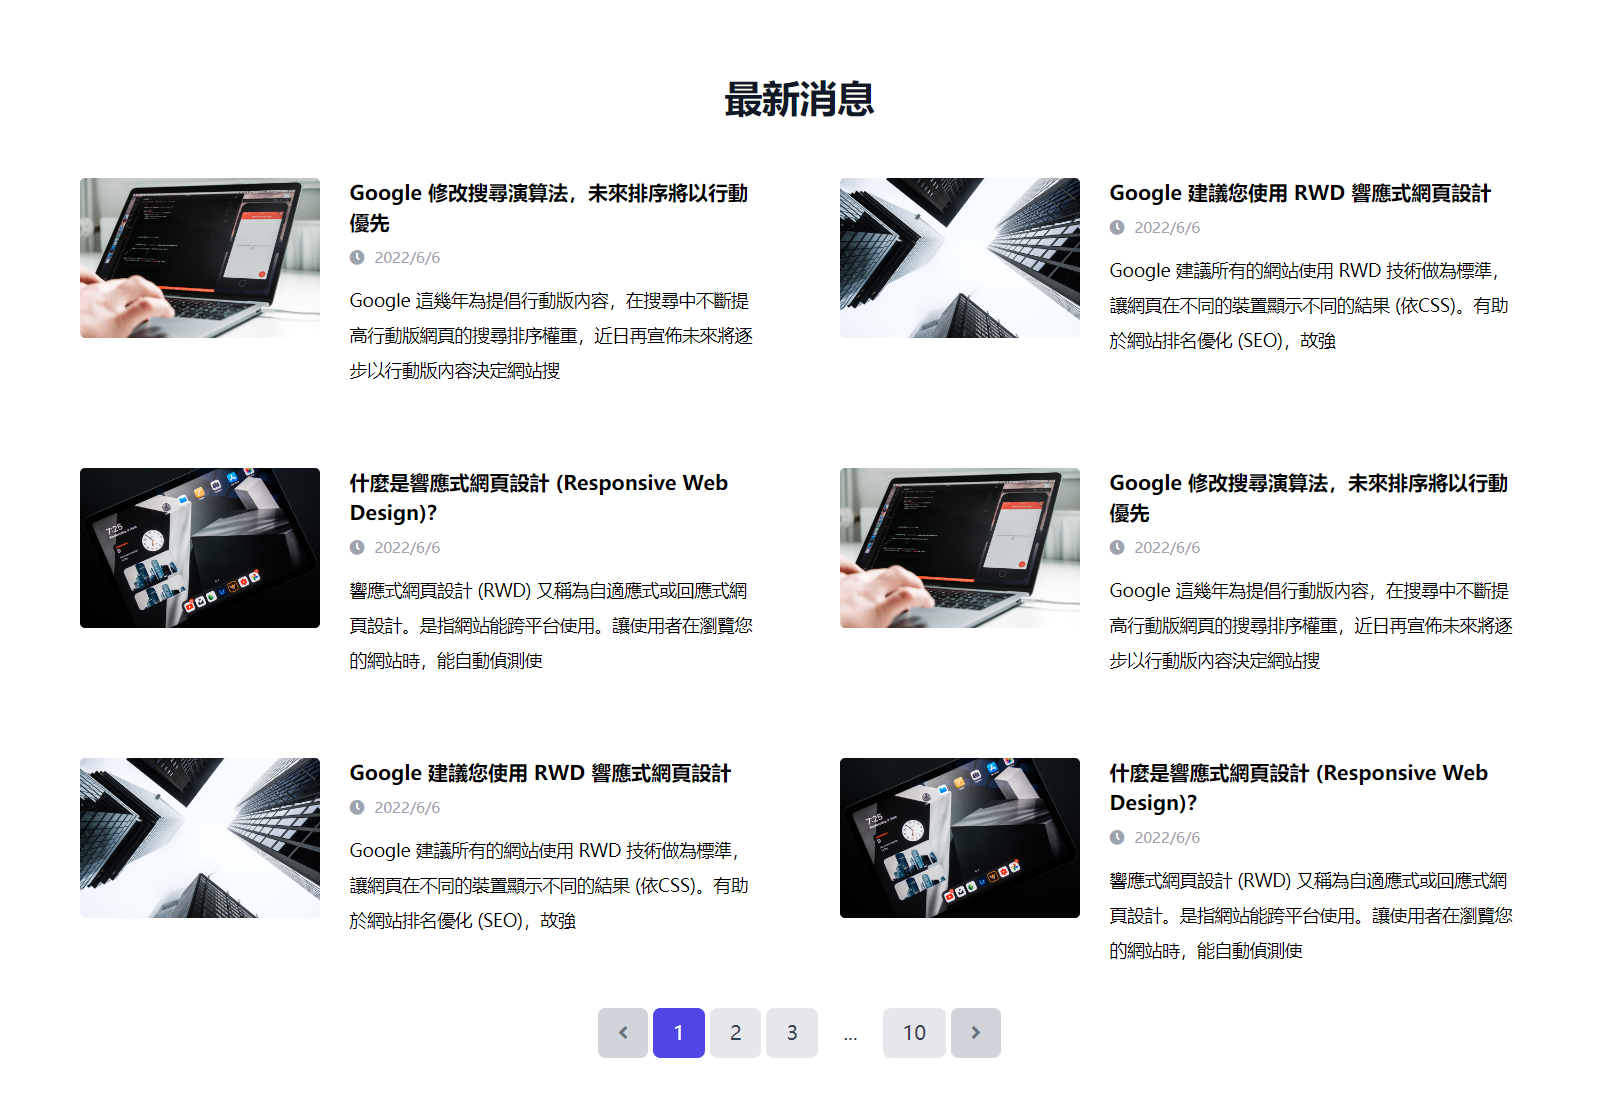 最新消息
Google 修改搜尋演算法，未來排序將以行動
優先
2022/6/6
Google 這幾年為提倡行動版內容，在搜尋中不斷提
高行動版網頁的搜尋排序權重，近日再宣佈未來將逐
步以行動版內容決定網站搜
Google 建議您使用 RWD 響應式網頁設計
2022/6/6
Google 建議所有的網站使用 RWD 技術做為標準，
讓網頁在不同的裝置顯示不同的結果 (依CSS)。有助
於網站排名優化 (SEO)，故強
7:25
什麼是響應式網頁設計 (Responsive Web
Design)?
2022/6/6
響應式網頁設計 (RWD) 又稱為自適應式或回應式網
頁設計。是指網站能跨平台使用。讓使用者在瀏覽您
的網站時，能自動偵測使
Google 修改搜尋演算法，未來排序將以行動
優先
2022/6/6
Google 這幾年為提倡行動版內容，在搜尋中不斷提
高行動版網頁的搜尋排序權重，近日再宣佈未來將逐
步以行動版內容決定網站搜
Google 建議您使用 RWD 響應式網頁設計
2022/6/6
Google 建議所有的網站使用 RWD 技術做為標準，
讓網頁在不同的裝置顯示不同的結果 (依CSS)。有助
於網站排名優化 (SEO)，故強
7:25
什麼是響應式網頁設計 (Responsive Web
Design)?
2022/6/6
響應式網頁設計 (RWD) 又稱為自適應式或回應式網
頁設計。是指網站能跨平台使用。讓使用者在瀏覽您
的網站時，能自動偵測使
1 2 3 ... 10